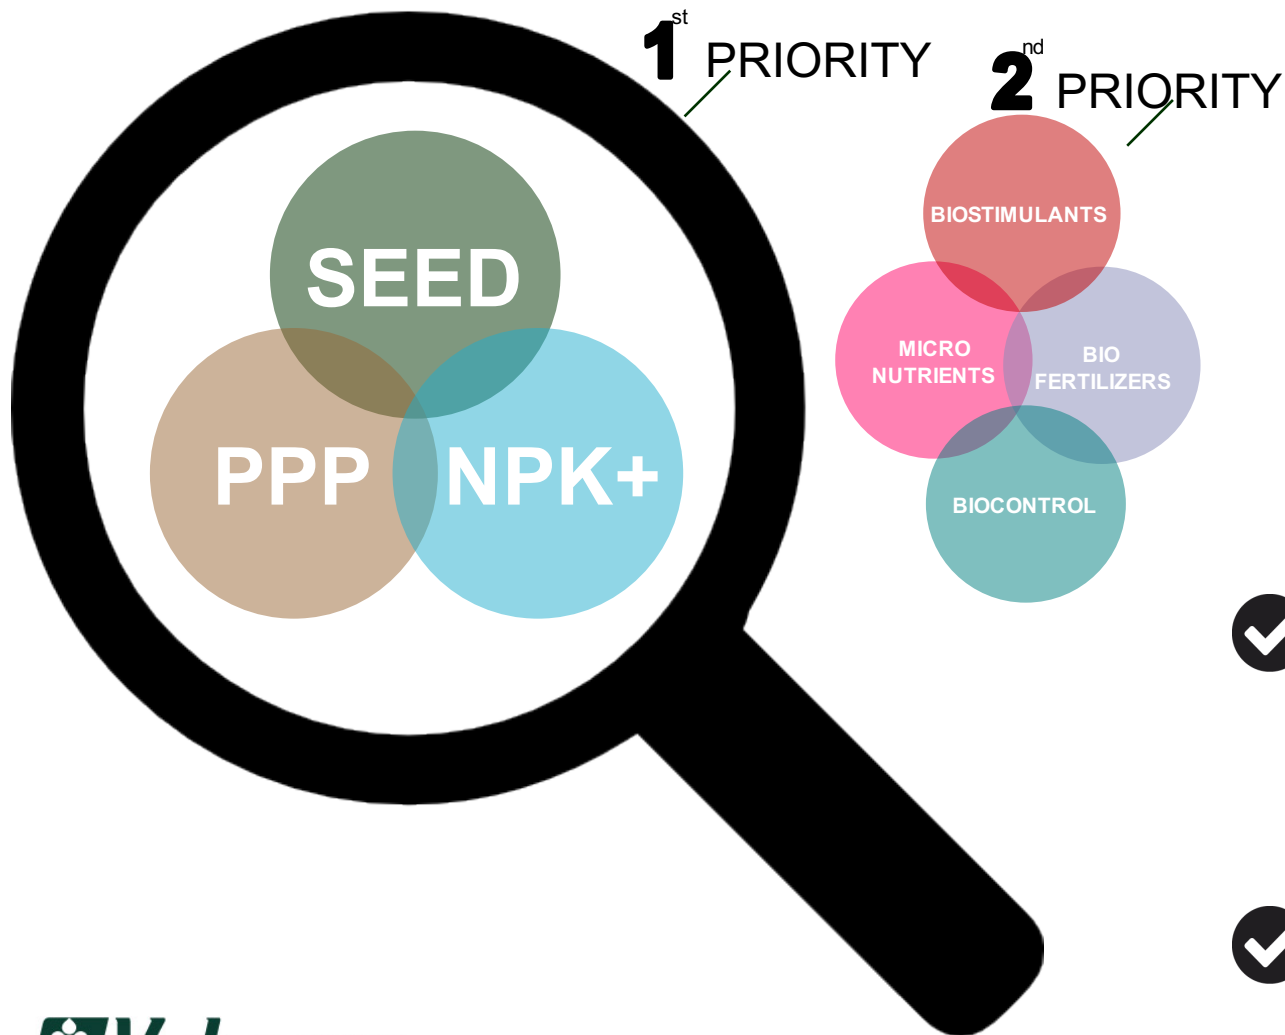 1st PRIORITY
2nd PRIORITY
SEED
PPP
NPK+
BIOSTIMULANTS
MICRO
NUTRIENTS
BIO
FERTILIZERS
BIOCONTROL